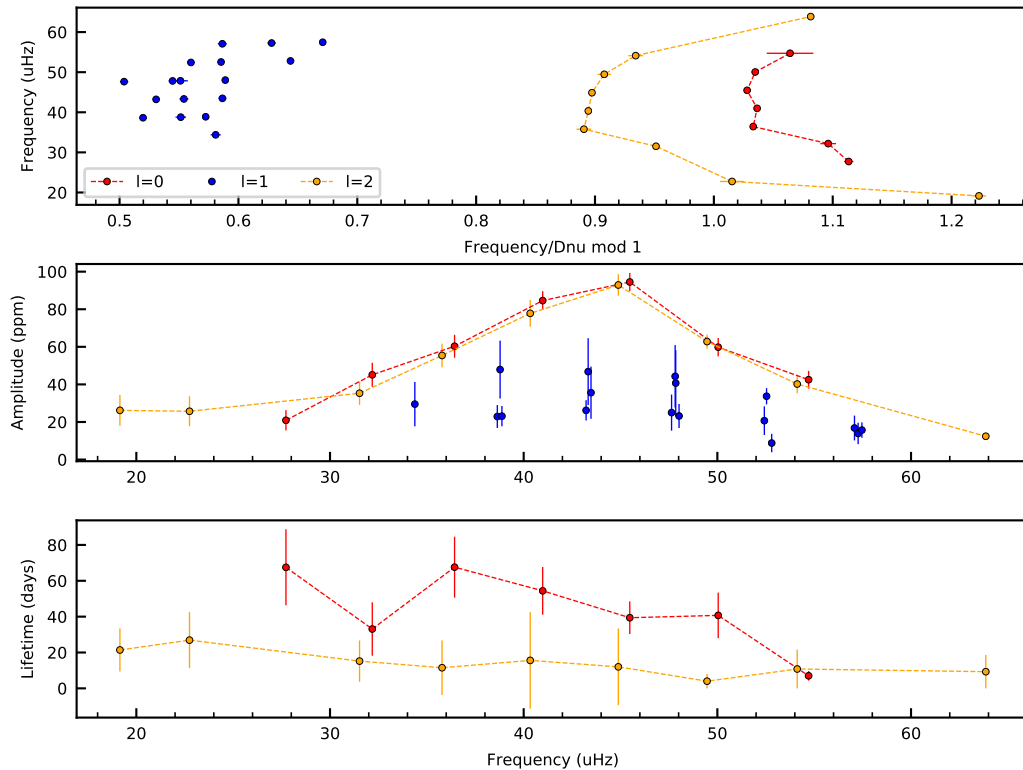 60
50
40
30
20
Frequency (uHz)
l=0 l=1 l=2
0.5 0.6 0.7 0.8 0.9 1.0 1.1 1.2
Frequency/Dnu mod 1
100
80
60
40
20
0
Amplitude (ppm)
20 30 40 50 60
80
60
40
20
0
Lifetime (days)
20 30 40 50 60
Frequency (uHz)